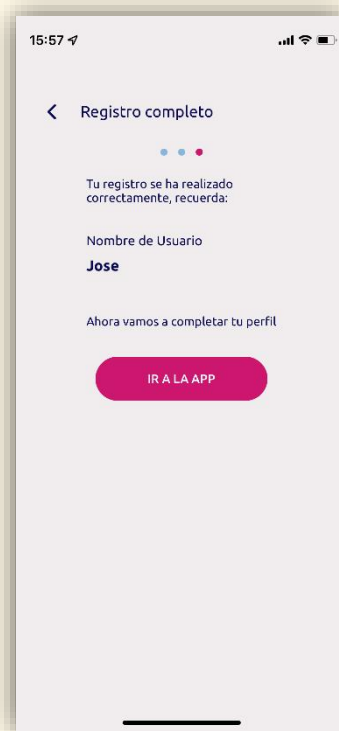 15:57
Registro completo
Tu registro se ha realizado
correctamente, recuerda:
Nombre de Usuario
Jose
Ahora vamos a completar tu perfil
IR A LA APP